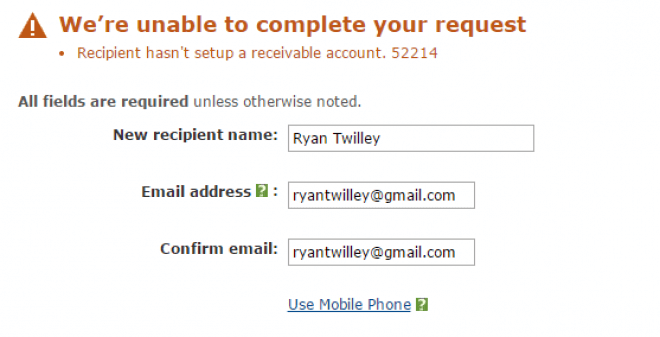 We’re unable to complete your request
• Recipient hasn't setup a receivable account. 52214
All fields are required unless otherwise noted.
New recipient name: Ryan Twilley
Email address ? : ryantwilley@gmail.com
Confirm email: ryantwilley@gmail.com
Use Mobile Phone ?